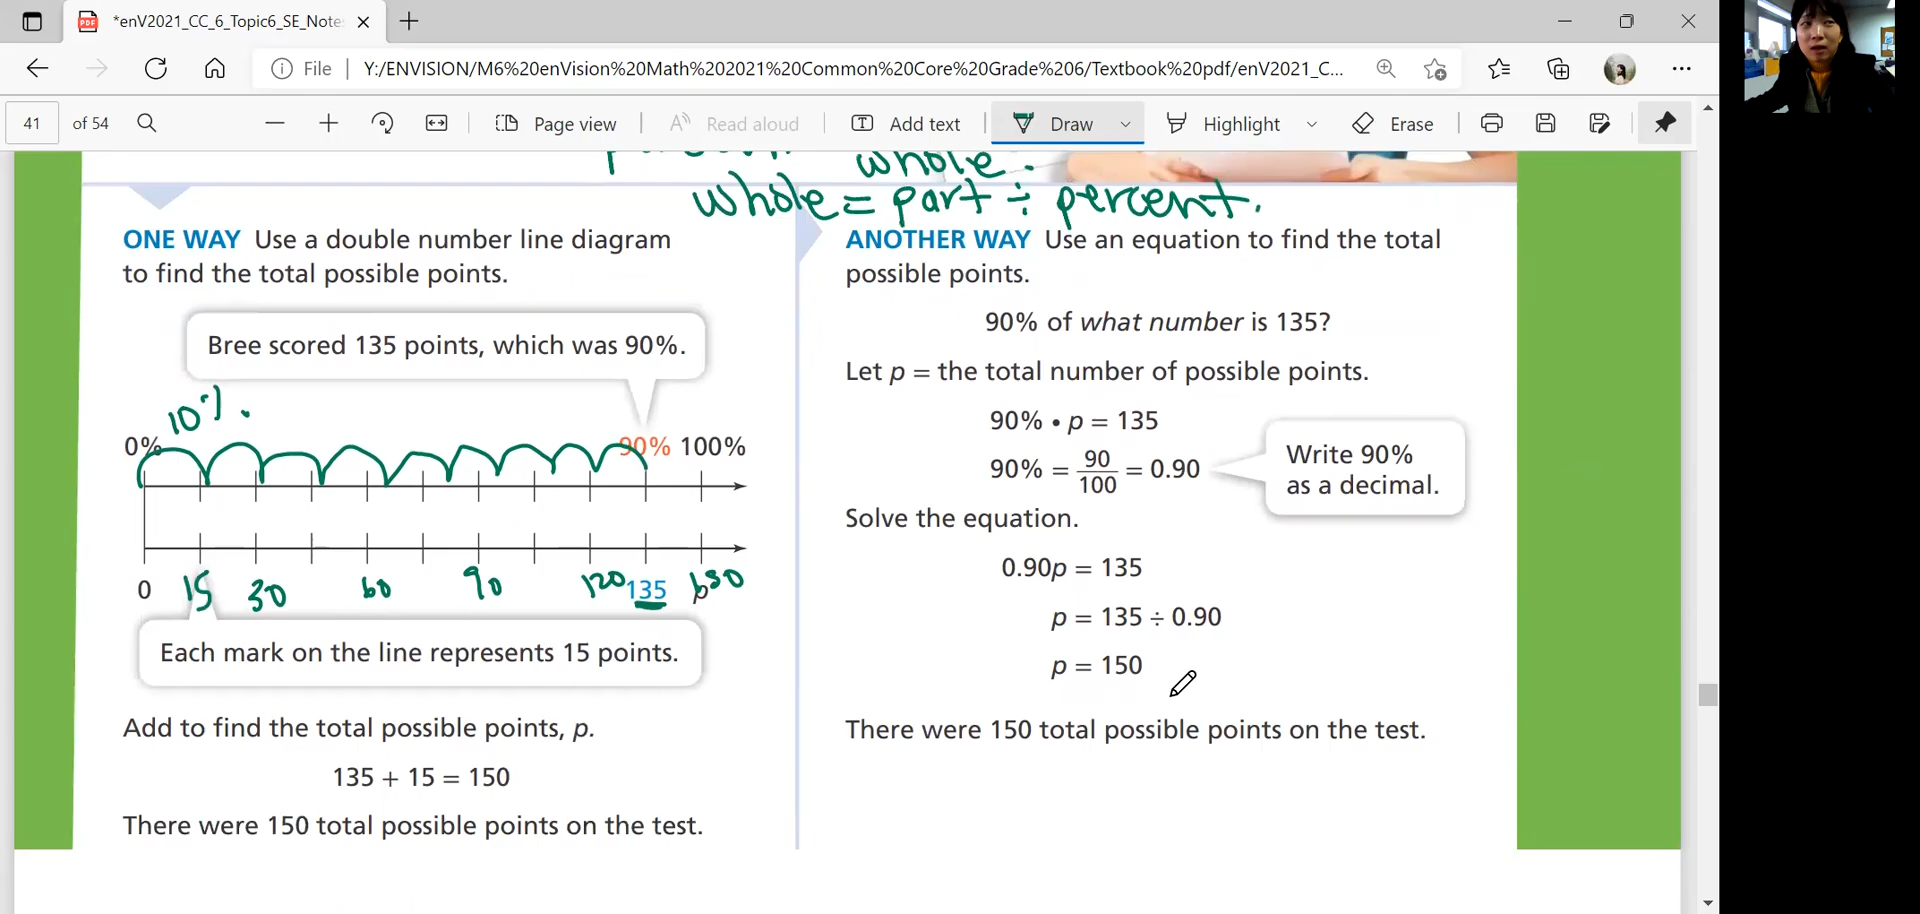 *enV2021_CC_6_Topic6_SE_Note
File
Y:/ENVISION/M6%20enVision%20Math%202021%20Common%20Core%20Grade%206/Textbook%20pdf/enV2021_C...
41 of 54
Page view
Read aloud
Add text
Draw
Highlight
Erase
whole.
whole = part ÷ percent.
ONE WAY Use a double number line diagram
to find the total possible points.
Bree scored 135 points, which was 90%.
10%.
0% 90% 100%
0 15 30 60 90 120 135 150
Each mark on the line represents 15 points.
Add to find the total possible points, p.
135 + 15 = 150
There were 150 total possible points on the test.
ANOTHER WAY Use an equation to find the total
possible points.
90% of what number is 135?
Let p = the total number of possible points.
90% • p = 135
90% = 90/100 = 0.90
Write 90%
as a decimal.
Solve the equation.
0.90p = 135
p = 135 ÷ 0.90
p = 150
There were 150 total possible points on the test.